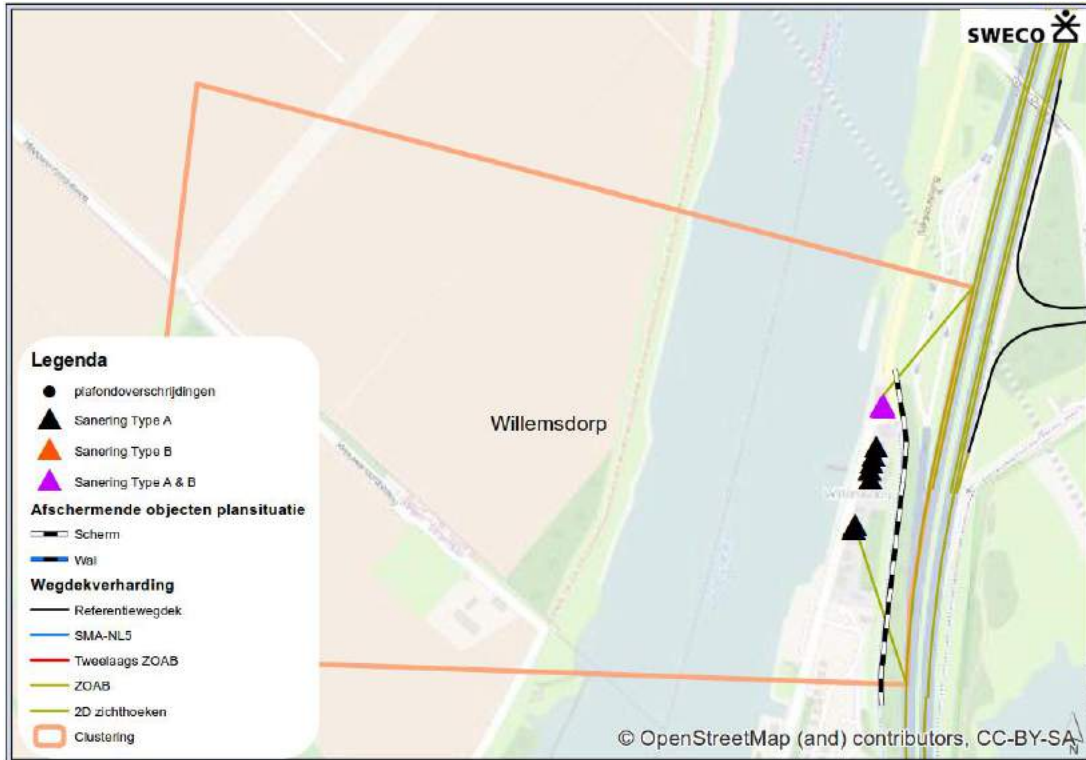 SWECO
Willemsdorp
Legenda
plafondoverschrijdingen
Sanering Type A
Sanering Type B
Sanering Type A & B
Afschermende objecten plansituatie
Scherm
Wal
Wegdekverharding
Referentiewegdek
SMA-NL5
Tweelaags ZOAB
ZOAB
2D zichthoeken
Clustering
© OpenStreetMap (and) contributors, CC-BY-SA